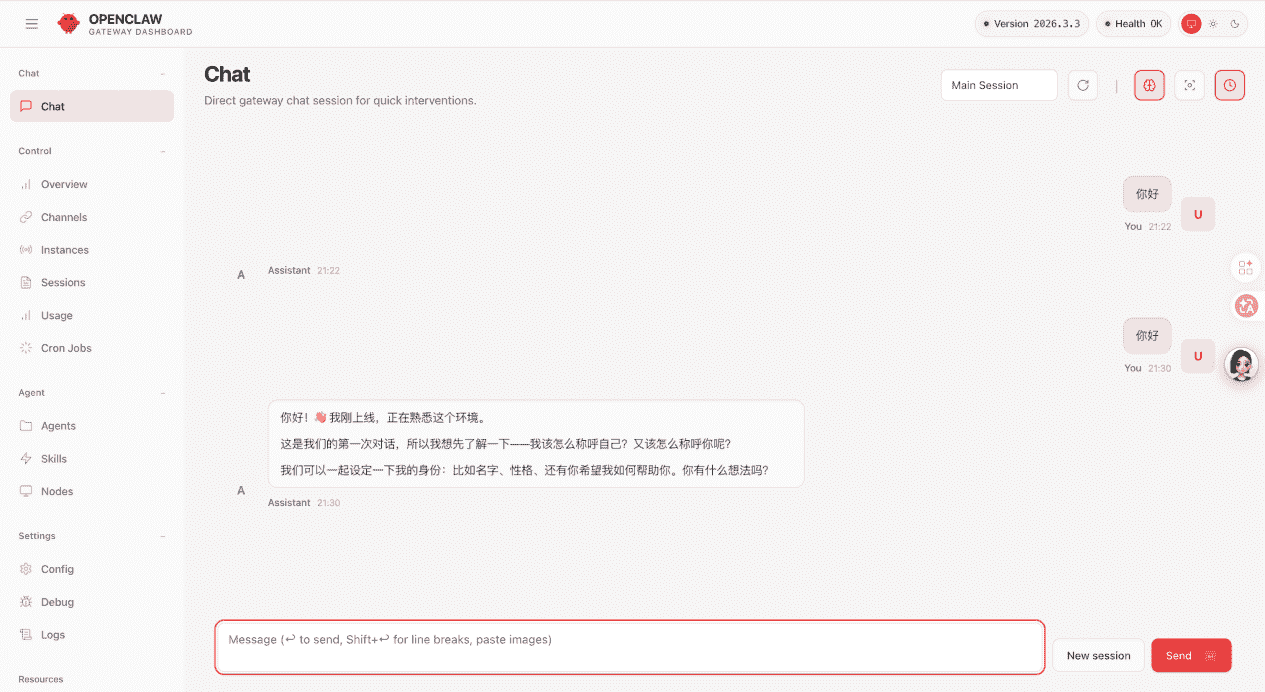 OPENCLAW
GATEWAY DASHBOARD
Version 2026.3.3
Health OK
Chat
Chat
Control
Overview
Channels
Instances
Sessions
Usage
Cron Jobs
Agent
Agents
Skills
Nodes
Settings
Config
Debug
Logs
Resources
Chat
Direct gateway chat session for quick interventions.
Main Session
你好
U
You 21:22
A
Assistant 21:22
你好
U
You 21:30
你好！👋 我刚上线，正在熟悉这个环境。
这是我们的第一次对话，所以我想先了解一下——我该怎么称呼自己？又该怎么称呼你呢？
我们可以一起设定一下我的身份：比如名字、性格、还有你希望我如何帮助你。你有什么想法吗？
A
Assistant 21:30
Message (↩ to send, Shift+↩ for line breaks, paste images)
New session
Send